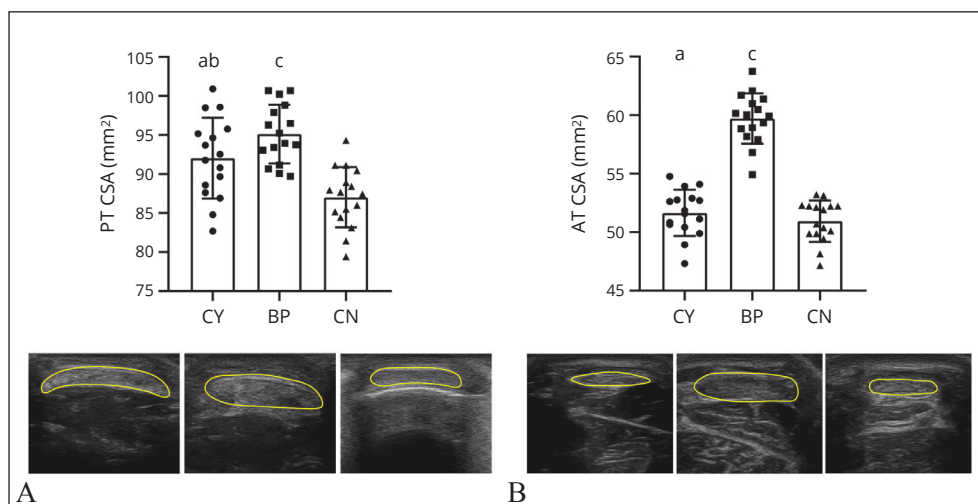 PT CSA (mm²)
105
100
95
90
85
80
75
ab
c
CY
BP
CN
A
AT CSA (mm²)
65
60
55
50
45
a
c
CY
BP
CN
B